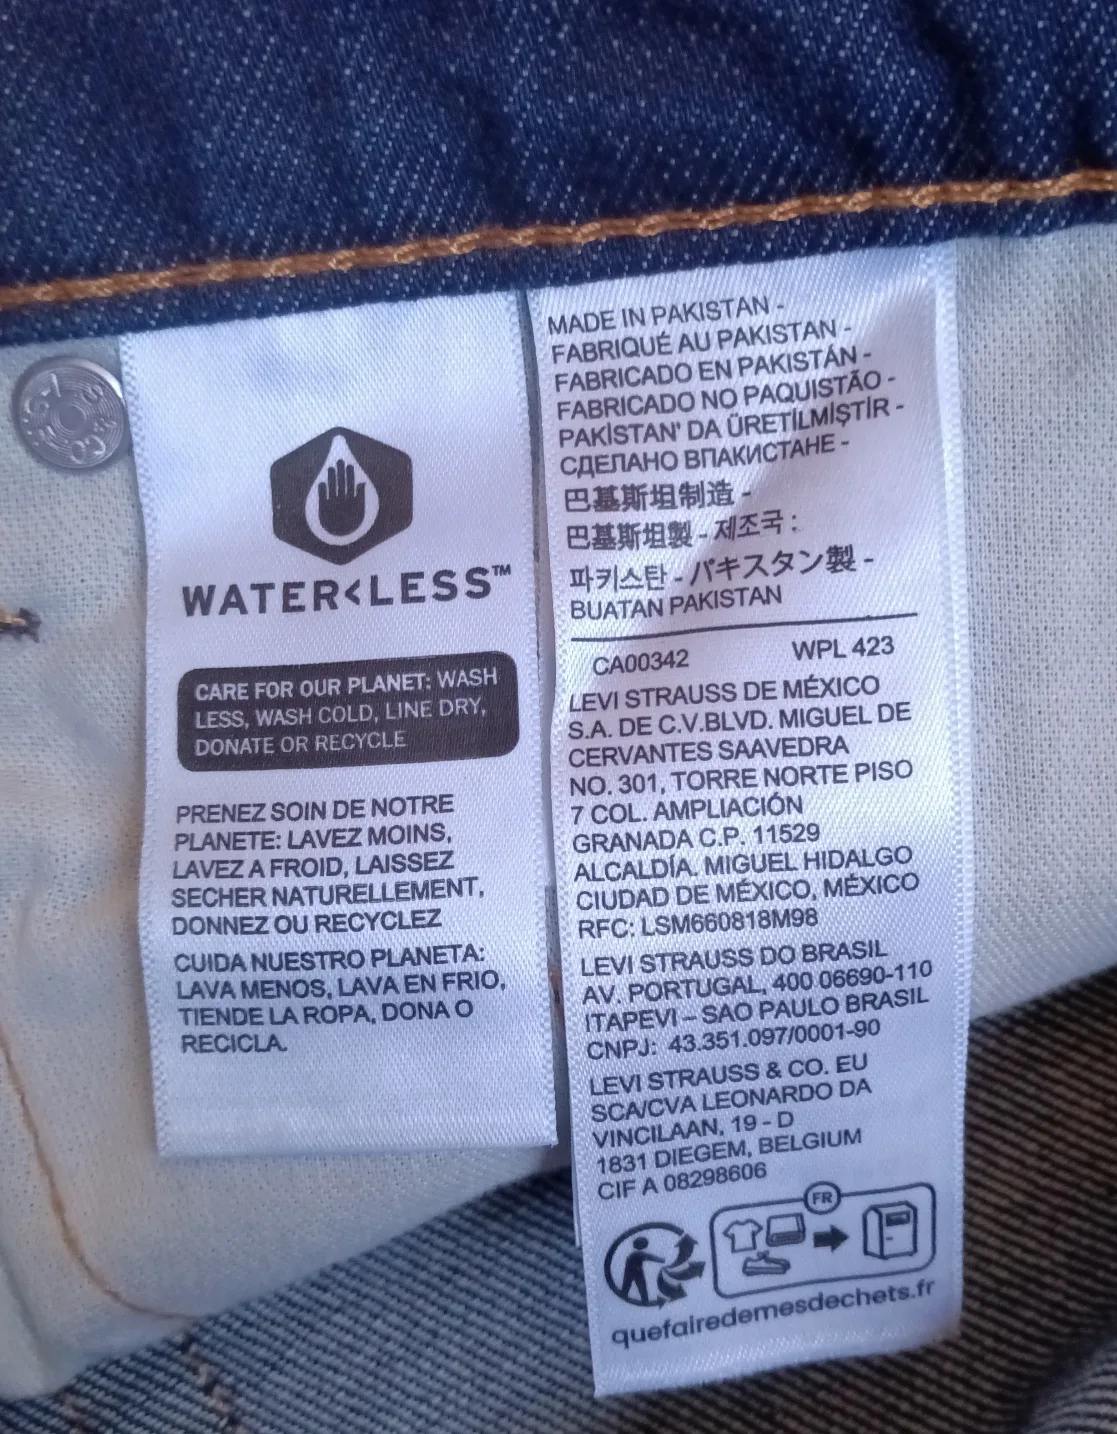 WATER<LESS™
CARE FOR OUR PLANET: WASH
LESS, WASH COLD, LINE DRY,
DONATE OR RECYCLE
PRENEZ SOIN DE NOTRE
PLANETE: LAVEZ MOINS,
LAVEZ A FROID, LAISSEZ
SECHER NATURELLEMENT,
DONNEZ OU RECYCLEZ
CUIDA NUESTRO PLANETA:
LAVA MENOS, LAVA EN FRIO,
TIENDE LA ROPA, DONA O
RECICLA.
MADE IN PAKISTAN -
FABRIQUÉ AU PAKISTAN -
FABRICADO EN PAKISTÁN -
FABRICADO NO PAQUISTÃO -
PAKİSTAN' DA ÜRETİLMİŞTİR -
СДЕЛАНО ВПАКИСТАНЕ -
巴基斯坦制造 -
巴基斯坦製 - 제조국 :
파키스탄 - パキスタン製 -
BUATAN PAKISTAN
CA00342 WPL 423
LEVI STRAUSS DE MÉXICO
S.A. DE C.V.BLVD. MIGUEL DE
CERVANTES SAAVEDRA
NO. 301, TORRE NORTE PISO
7 COL. AMPLIACIÓN
GRANADA C.P. 11529
ALCALDÍA. MIGUEL HIDALGO
CIUDAD DE MÉXICO, MÉXICO
RFC: LSM660818M98
LEVI STRAUSS DO BRASIL
AV. PORTUGAL, 400 06690-110
ITAPEVI – SAO PAULO BRASIL
CNPJ: 43.351.097/0001-90
LEVI STRAUSS & CO. EU
SCA/CVA LEONARDO DA
VINCILAAN, 19 - D
1831 DIEGEM, BELGIUM
CIF A 08298606
FR
quefairedemesdechets.fr